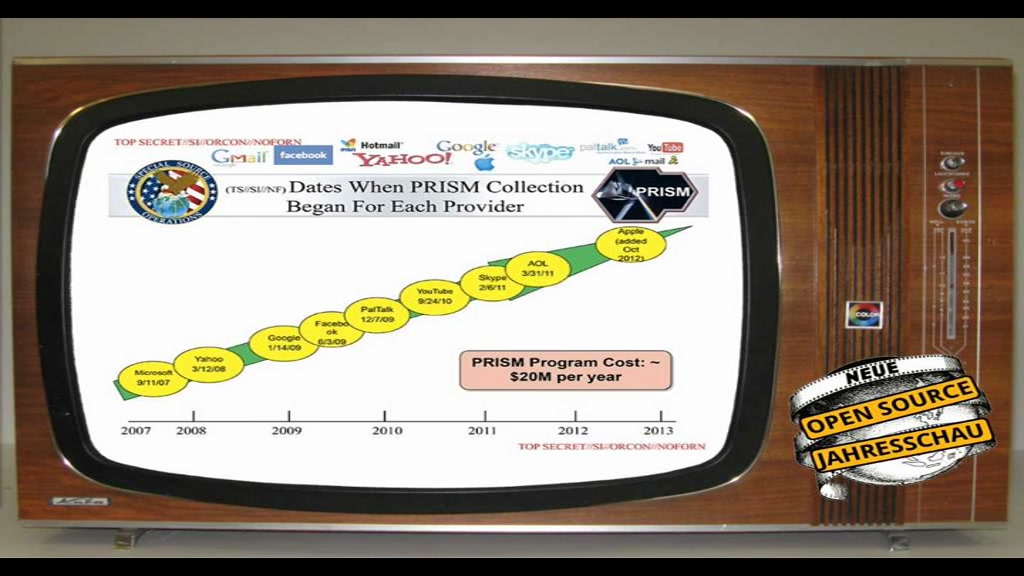 TOP SECRET//SI//ORCON//NOFORN
Gmail
facebook
msn Hotmail
YAHOO!
Google
skype
paltalk.com
YouTube
AOL mail
SPECIAL SOURCE
OPERATIONS
(TS//SI//NF) Dates When PRISM Collection
Began For Each Provider
PRISM
Microsoft
9/11/07
Yahoo
3/12/08
Google
1/14/09
Facebo
ok
6/3/09
PalTalk
12/7/09
YouTube
9/24/10
Skype
2/6/11
AOL
3/31/11
Apple
(added
Oct
2012)
PRISM Program Cost: ~
$20M per year
2007 2008 2009 2010 2011 2012 2013
TOP SECRET//SI//ORCON//NOFORN
COLOR
NEUE
OPEN SOURCE
JAHRESSCHAU